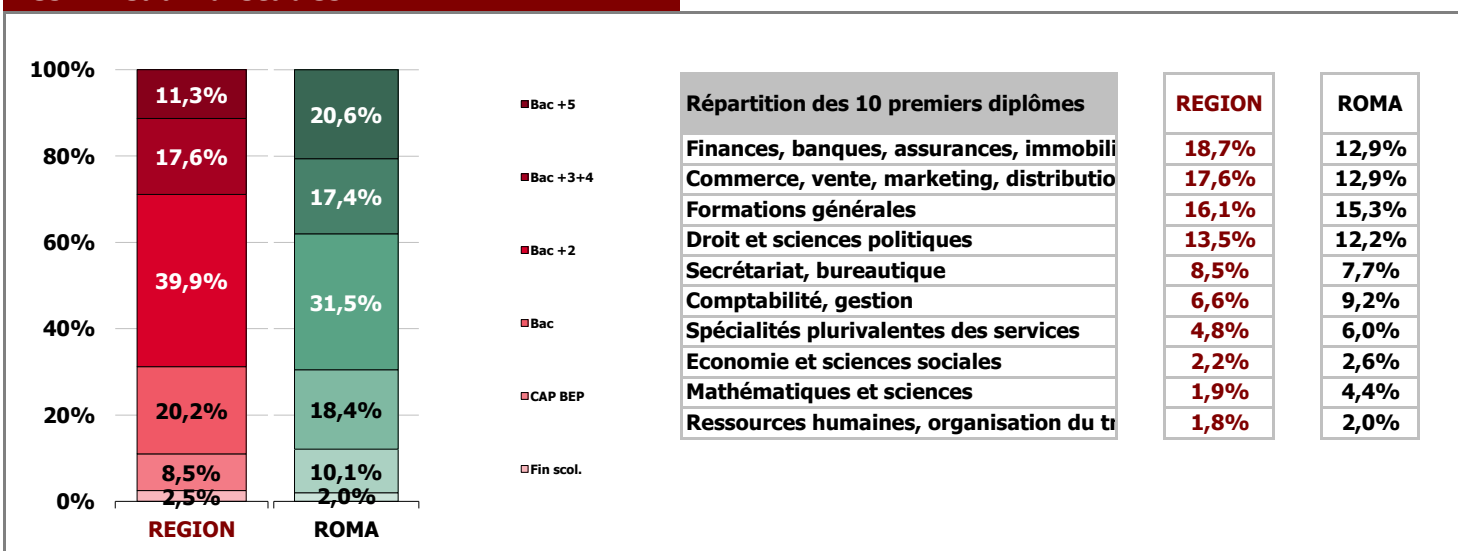 100%
80%
60%
40%
20%
0%
11,3%
17,6%
39,9%
20,2%
8,5%
2,5%
REGION
20,6%
17,4%
31,5%
18,4%
10,1%
2,0%
ROMA
Bac +5
Bac +3+4
Bac +2
Bac
CAP BEP
Fin scol.
Répartition des 10 premiers diplômes REGION ROMA
Finances, banques, assurances, immobili 18,7% 12,9%
Commerce, vente, marketing, distributio 17,6% 12,9%
Formations générales 16,1% 15,3%
Droit et sciences politiques 13,5% 12,2%
Secrétariat, bureautique 8,5% 7,7%
Comptabilité, gestion 6,6% 9,2%
Spécialités plurivalentes des services 4,8% 6,0%
Economie et sciences sociales 2,2% 2,6%
Mathématiques et sciences 1,9% 4,4%
Ressources humaines, organisation du tr 1,8% 2,0%